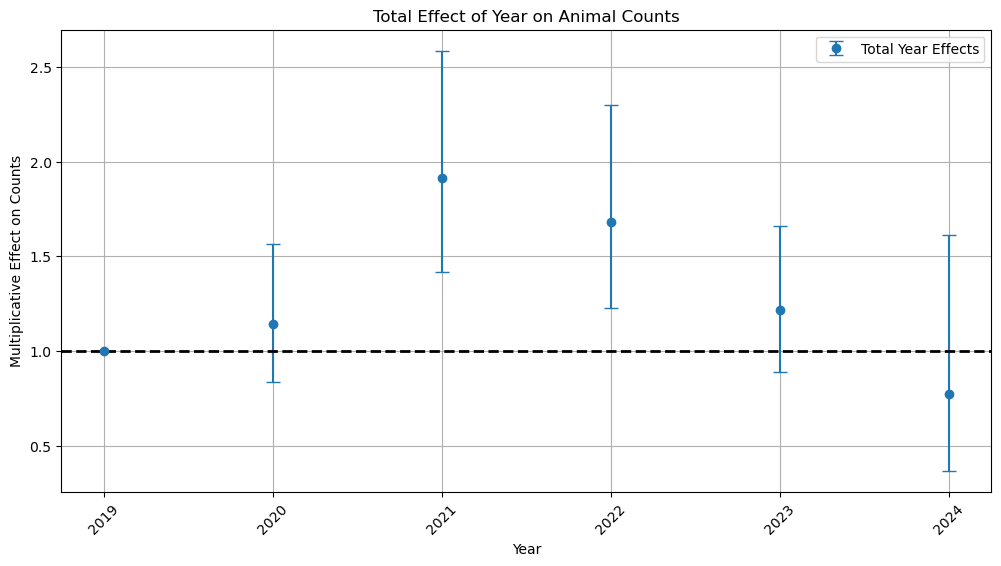 Total Effect of Year on Animal Counts
Total Year Effects
Multiplicative Effect on Counts
2.5
2.0
1.5
1.0
0.5
2019 2020 2021 2022 2023 2024
Year